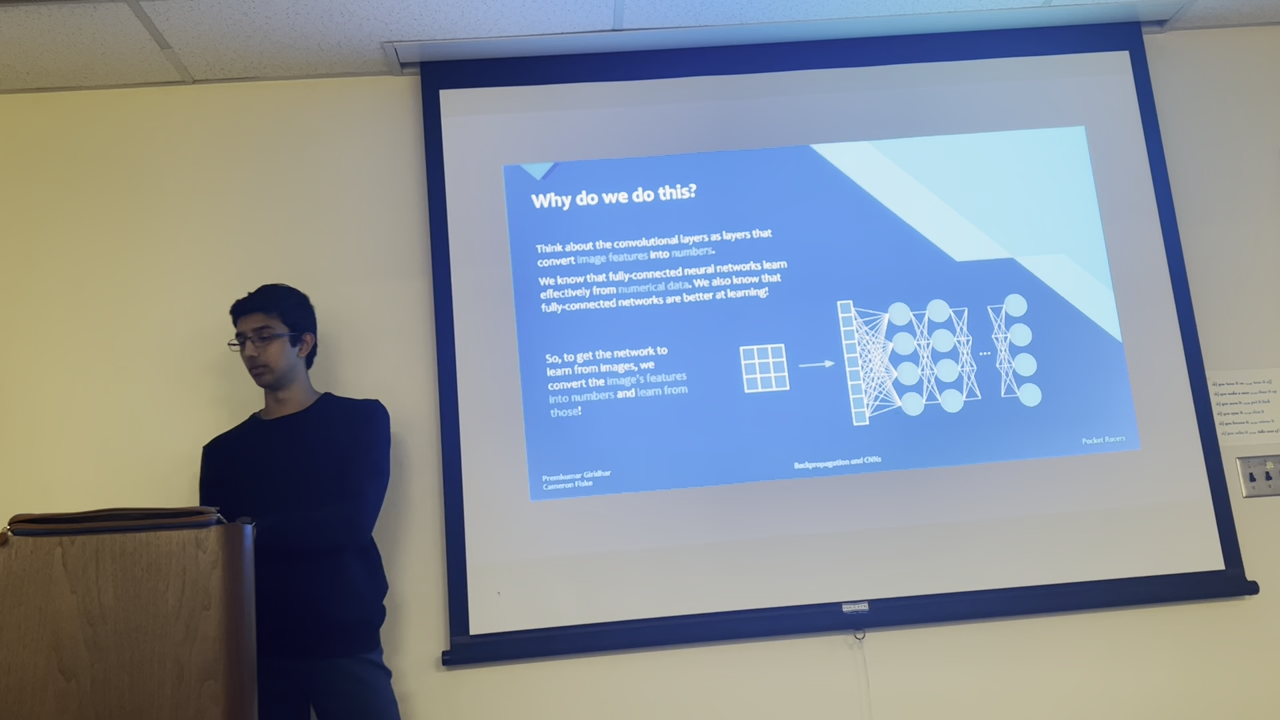 Why do we do this?
Think about the convolutional layers as layers that
convert image features into numbers.
We know that fully-connected neural networks learn
effectively from numerical data. We also know that
fully-connected networks are better at learning!
So, to get the network to
learn from images, we
convert the image's features
into numbers and learn from
those!
...
Premkumar Giridhar
Cameron Fiske
Backpropagation and CNNs
Pocket Racers